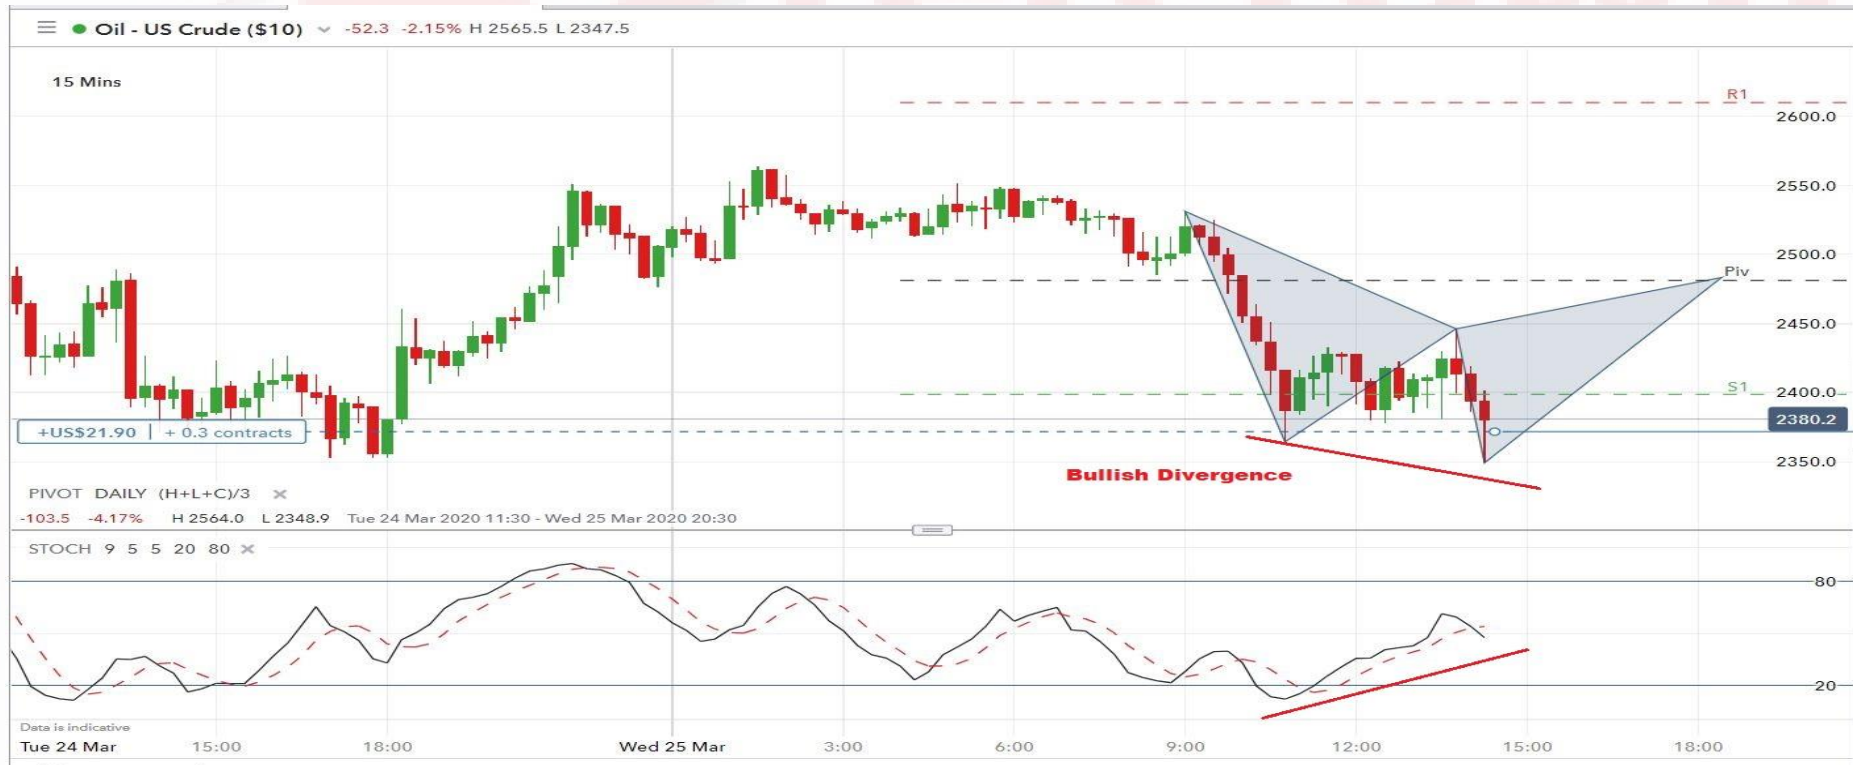 Oil - US Crude ($10) -52.3 -2.15% H 2565.5 L 2347.5
15 Mins
R1
2600.0
2550.0
2500.0
Piv
2450.0
S1
2400.0
2380.2
+US$21.90 | + 0.3 contracts
2350.0
Bullish Divergence
PIVOT DAILY (H+L+C)/3
-103.5 -4.17% H 2564.0 L 2348.9 Tue 24 Mar 2020 11:30 - Wed 25 Mar 2020 20:30
STOCH 9 5 5 20 80
80
20
Data is indicative
Tue 24 Mar 15:00 18:00 Wed 25 Mar 3:00 6:00 9:00 12:00 15:00 18:00